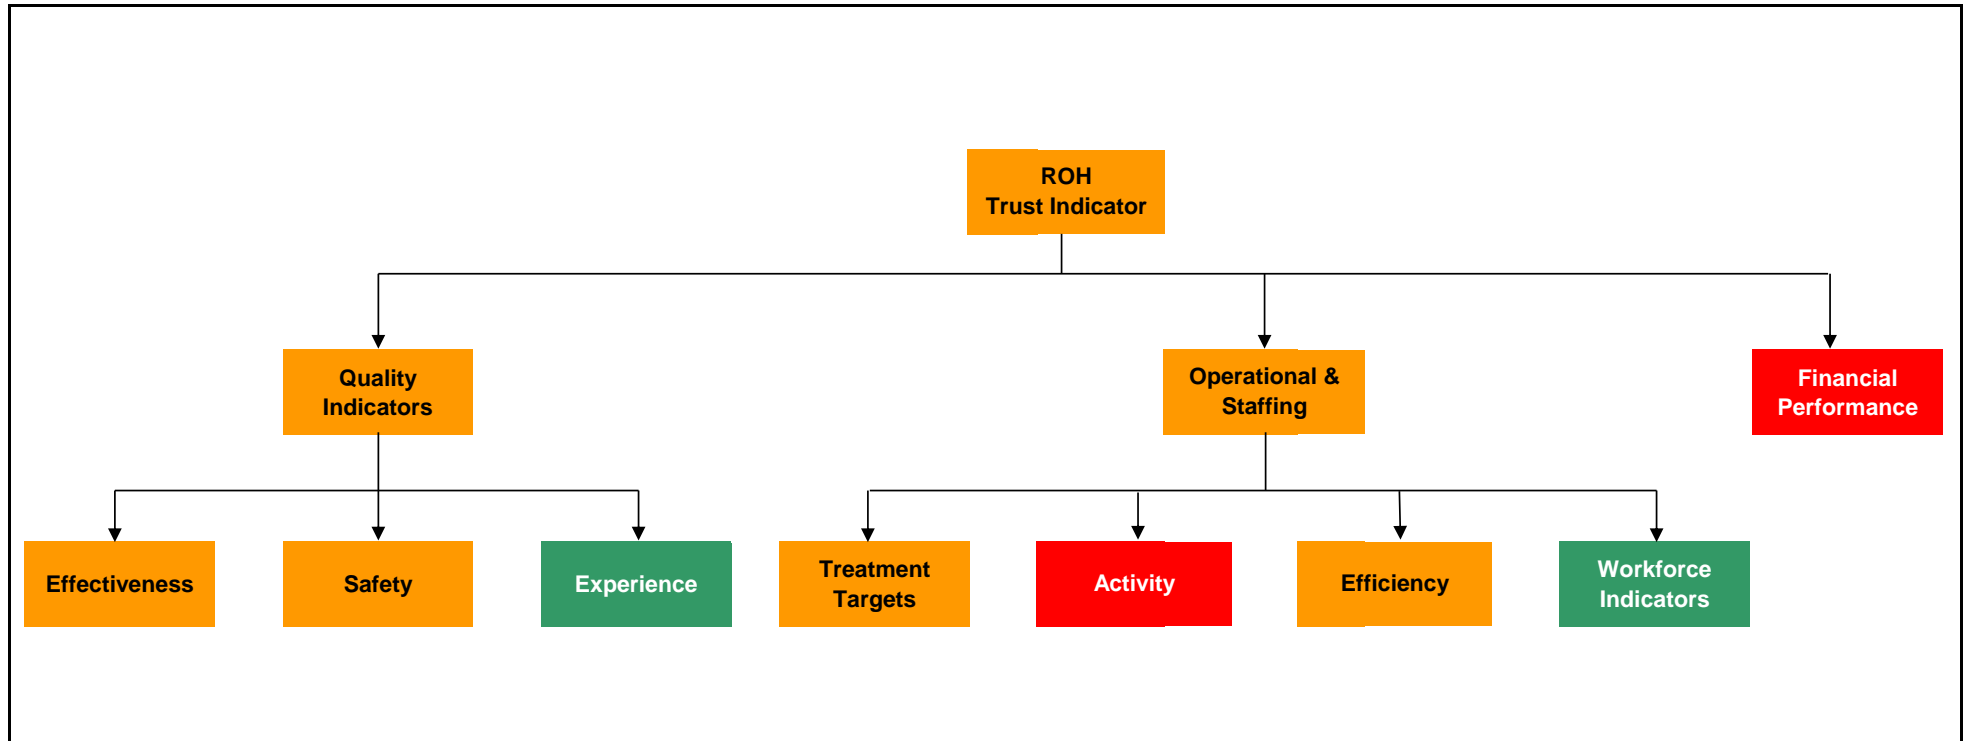 ROH
Trust Indicator
Quality
Indicators
Operational &
Staffing
Financial
Performance
Effectiveness
Safety
Experience
Treatment
Targets
Activity
Efficiency
Workforce
Indicators